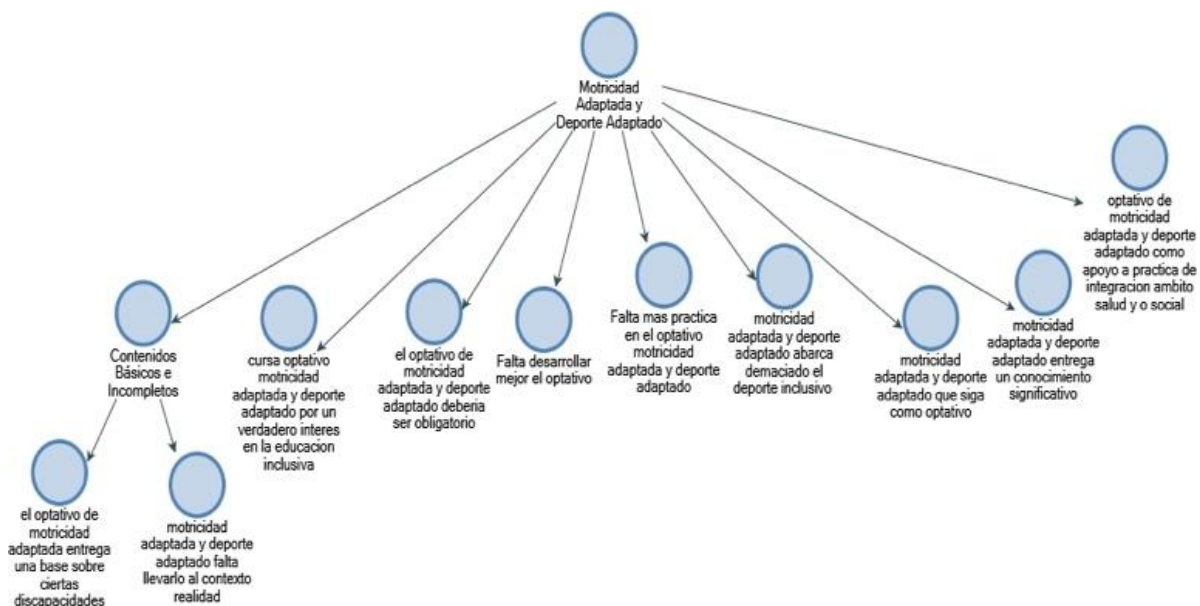 Motricidad
Adaptada y
Deporte Adaptado
optativo de
motricidad
adaptada y deporte
adaptado como
apoyo a practica de
integracion ambito
salud y o social
Contenidos
Básicos e
Incompletos
cursa optativo
motricidad
adaptada y deporte
adaptado por un
verdadero interes
en la educacion
inclusiva
el optativo de
motricidad
adaptada y deporte
adaptado deberia
ser obligatorio
Falta desarrollar
mejor el optativo
Falta mas practica
en el optativo
motricidad
adaptada y deporte
adaptado
motricidad
adaptada y deporte
adaptado abarca
demaciado el
deporte inclusivo
motricidad
adaptada y deporte
adaptado que siga
como optativo
motricidad
adaptada y deporte
adaptado entrega
un conocimiento
significativo
el optativo de
motricidad
adaptada entrega
una base sobre
ciertas
discapacidades
motricidad
adaptada y deporte
adaptado falta
llevarlo al contexto
realidad